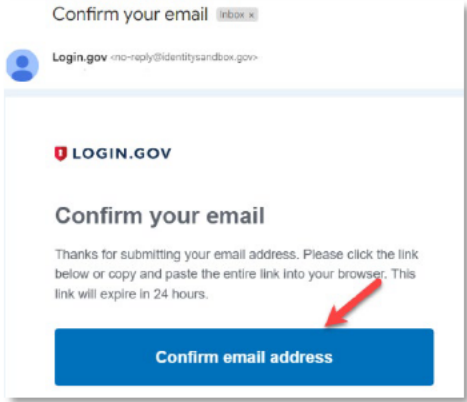 Confirm your email Inbox x
Login.gov <no-reply@identitysandbox.gov>
LOGIN.GOV
Confirm your email
Thanks for submitting your email address. Please click the link
below or copy and paste the entire link into your browser. This
link will expire in 24 hours.
Confirm email address